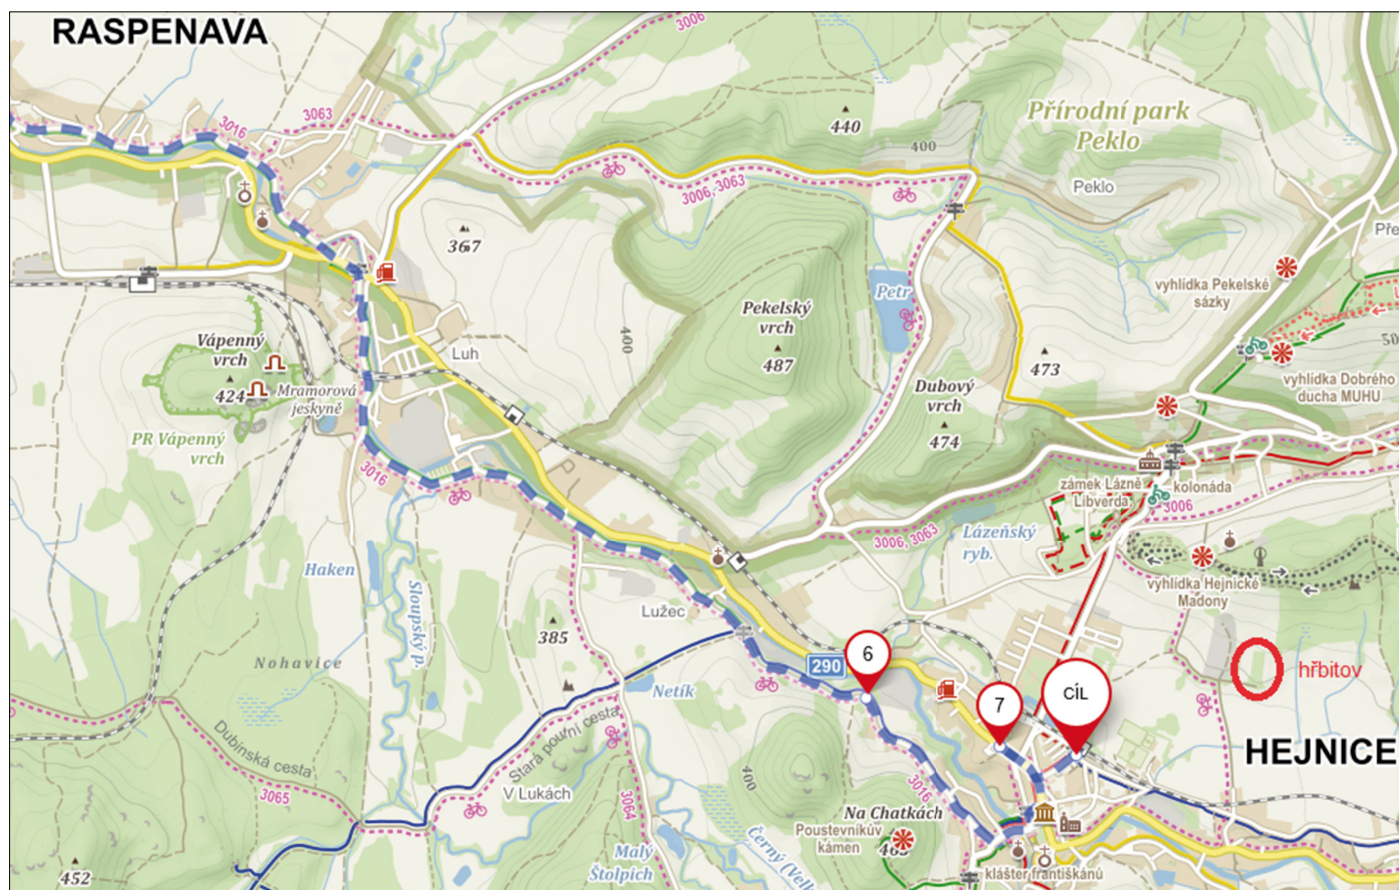 RASPENAVA
3006
3063
3016
440
Přírodní park
Peklo
400
Peklo
3006, 3063
367
Pře
vyhlídka Pekelské
sázky
Petr
Pekelský
vrch
487
400
Vápenný
vrch
424
Mramorová
jeskyně
Luh
473
50
vyhlídka Dobrého
ducha MUHU
Dubový
vrch
474
PR Vápenný
vrch
3016
zámek Lázně
Libverda
kolonáda
3006
3006, 3063
Lázeňský
ryb.
Haken
Sloupský p.
vyhlídka Hejnické
Madony
Lužec
385
290
6
hřbitov
Nohavice
Netík
7
CÍL
HEJNICE
Dubinská cesta
Stará poutní cesta
3065
V Lukách
3064
400
3016
Na Chatkách
Poustevníkův
kámen
Malý
Štolpich
Černý (Vel
klášter františkánů
452